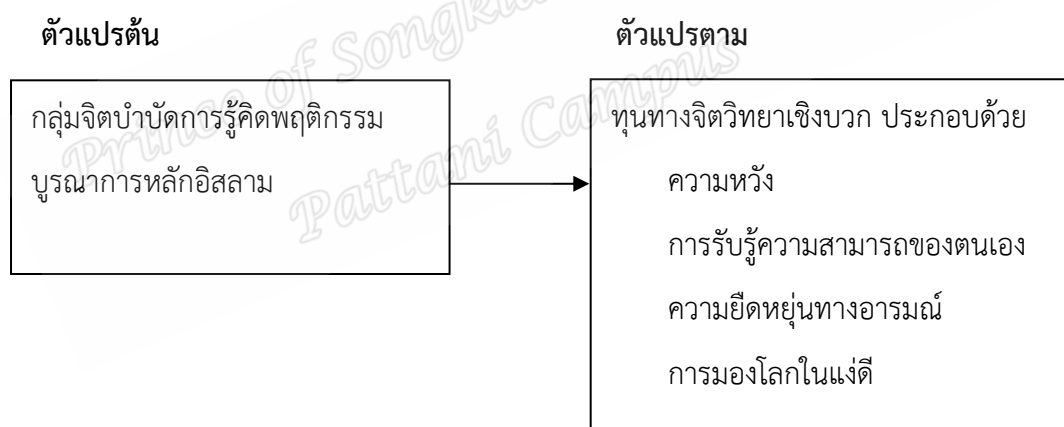 ตัวแปรต้น
ตัวแปรตาม
กลุ่มจิตบำบัดการรู้คิดพฤติกรรม
บูรณาการหลักอิสลาม
ทุนทางจิตวิทยาเชิงบวก ประกอบด้วย
ความหวัง
การรับรู้ความสามารถของตนเอง
ความยืดหยุ่นทางอารมณ์
การมองโลกในแง่ดี
Prince of Songkla
Pattani Campus